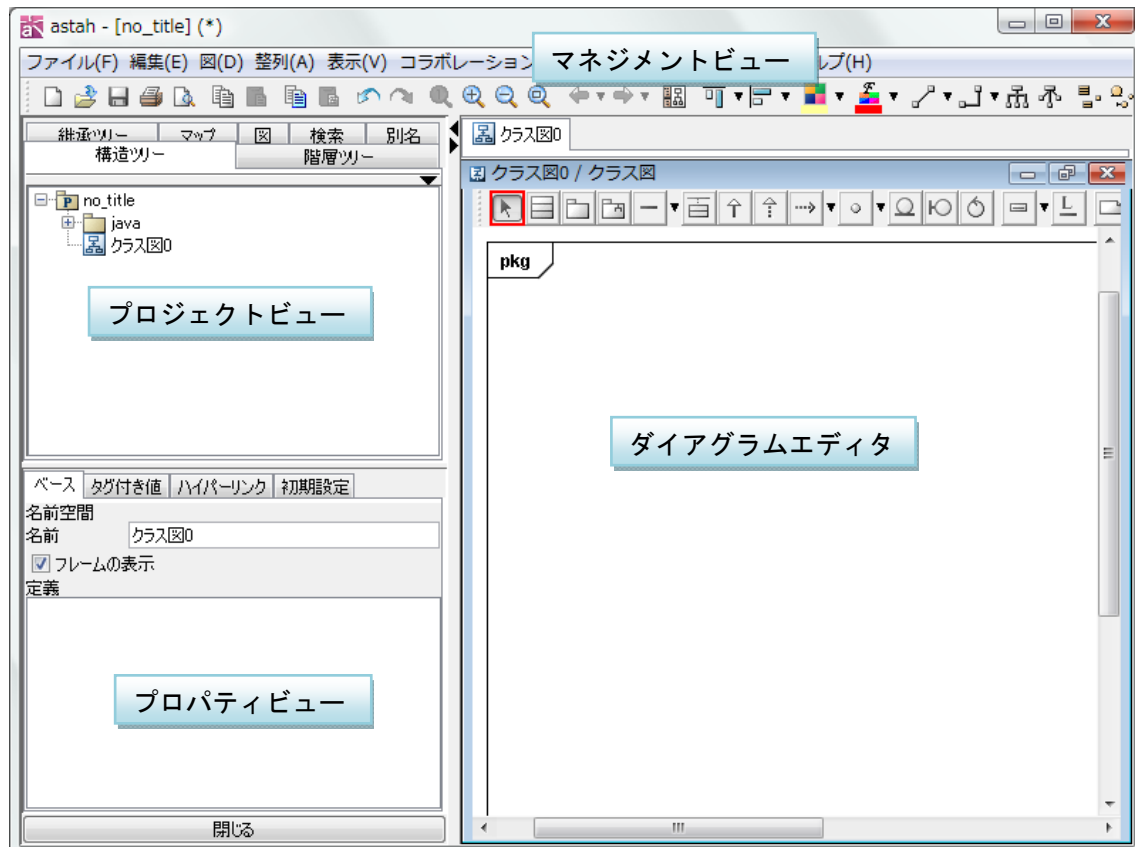 astah - [no_title] (*)
ファイル(F) 編集(E) 図(D) 整列(A) 表示(V) コラボレーション
マネジメントビュー
ルプ(H)
継承ツリー マップ 図 検索 別名
構造ツリー 階層ツリー
no_title
java
クラス図0
プロジェクトビュー
ベース タグ付き値 ハイパーリンク 初期設定
名前空間
名前 クラス図0
フレームの表示
定義
プロパティビュー
閉じる
クラス図0
クラス図0 / クラス図
pkg
ダイアグラムエディタ